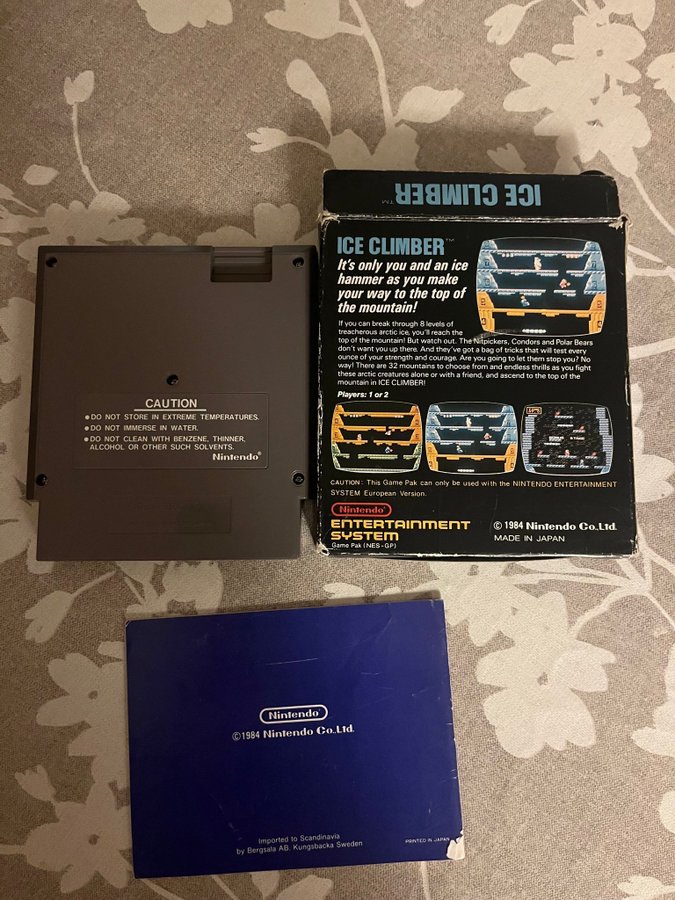 ICE CLIMBER™
ICE CLIMBER™
It's only you and an ice
hammer as you make
your way to the top of
the mountain!
If you can break through 8 levels of
treacherous arctic ice, you'll reach the
top of the mountain! But watch out. The Nitpickers, Condors and Polar Bears
don't want you up there. And they've got a bag of tricks that will test every
ounce of your strength and courage. Are you going to let them stop you? No
way! There are 32 mountains to choose from and endless thrills as you fight
these arctic creatures alone or with a friend, and ascend to the top of the
mountain in ICE CLIMBER!
Players: 1 or 2
CAUTION: This Game Pak can only be used with the NINTENDO ENTERTAINMENT
SYSTEM European Version.
Nintendo®
ENTERTAINMENT
SYSTEM
Game Pak (NES-GP)
© 1984 Nintendo Co., Ltd.
MADE IN JAPAN
CAUTION
● DO NOT STORE IN EXTREME TEMPERATURES.
● DO NOT IMMERSE IN WATER.
● DO NOT CLEAN WITH BENZENE, THINNER,
ALCOHOL OR OTHER SUCH SOLVENTS.
Nintendo®
Nintendo®
©1984 Nintendo Co., Ltd.
Imported to Scandinavia
by Bergsala AB. Kungsbacka Sweden
PRINTED IN JAPAN